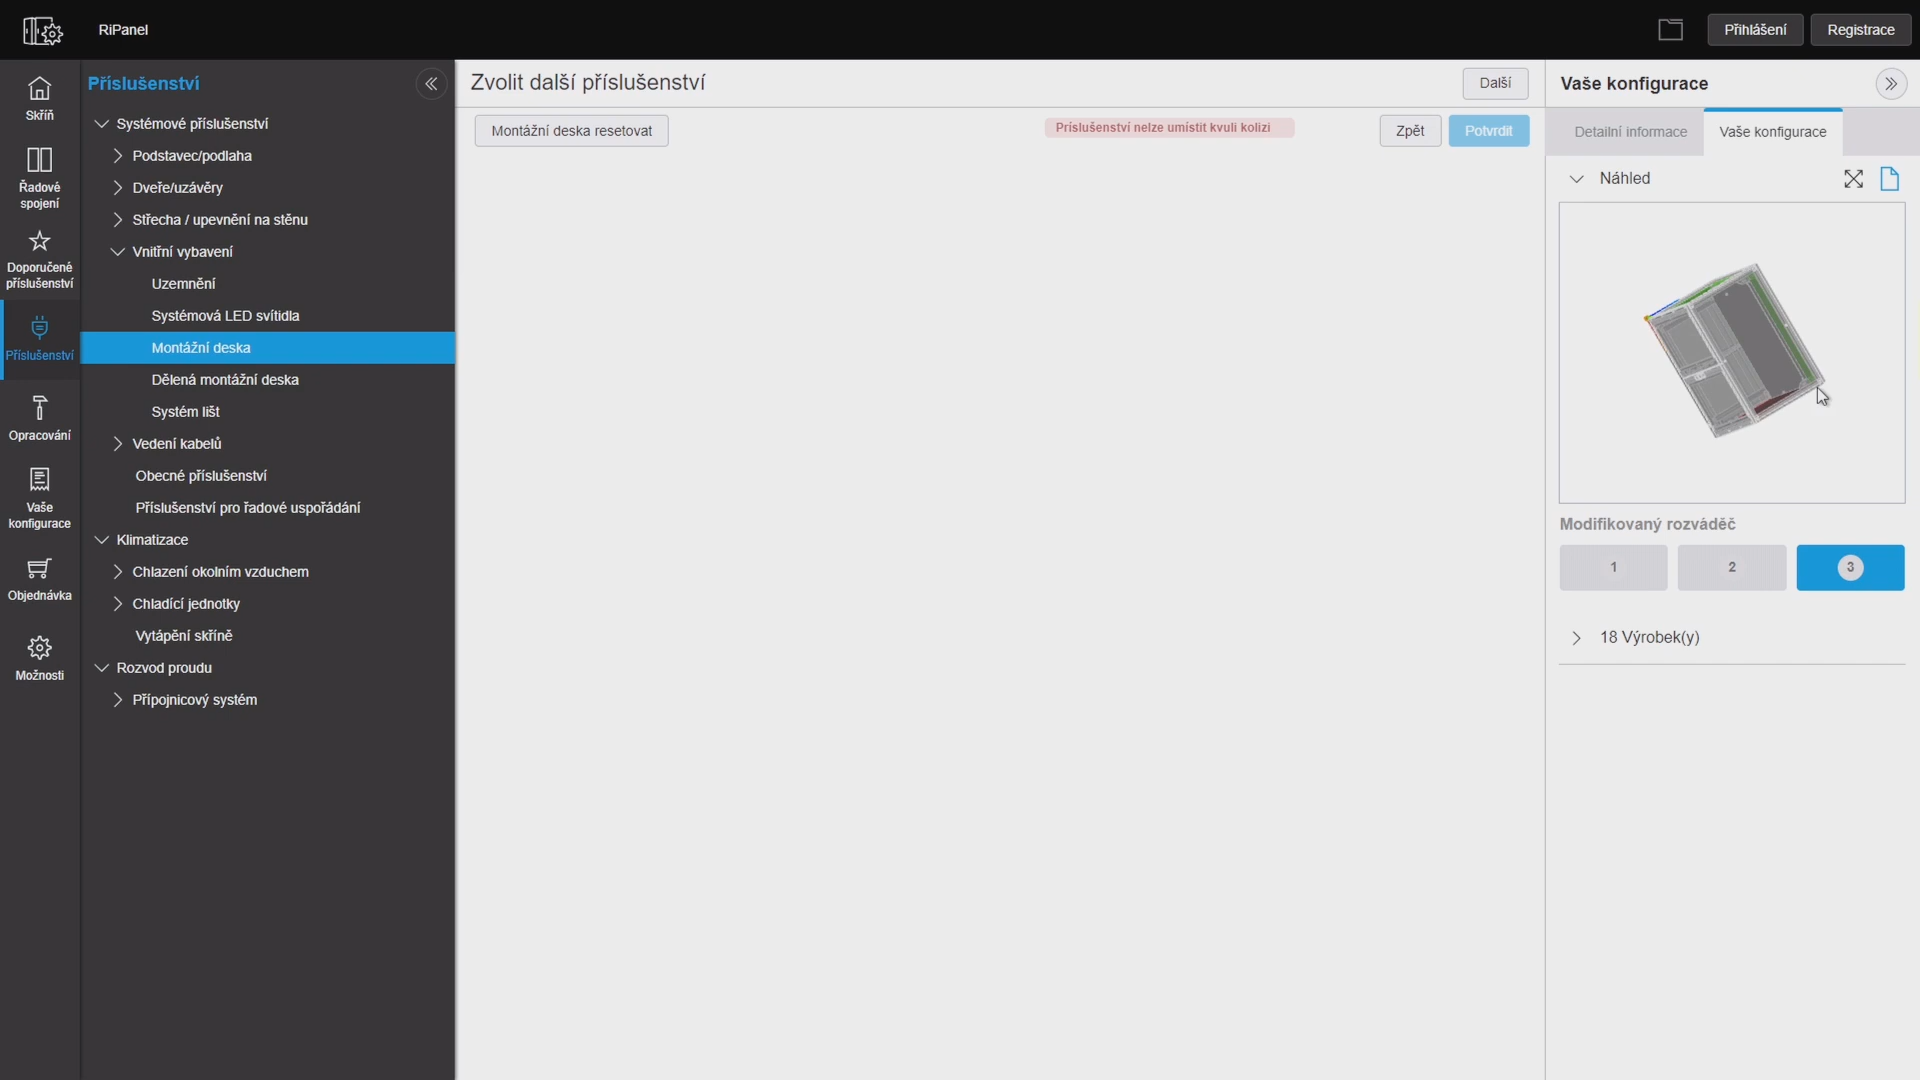 RiPanel
Přihlášení
Registrace
Skříň
Řadové
spojení
Doporučené
příslušenství
Příslušenství
Opracování
Vaše
konfigurace
Objednávka
Možnosti
Příslušenství
Systémové příslušenství
Podstavec/podlaha
Dveře/uzávěry
Střecha / upevnění na stěnu
Vnitřní vybavení
Uzemnění
Systémová LED svítidla
Montážní deska
Dělená montážní deska
Systém lišt
Vedení kabelů
Obecné příslušenství
Příslušenství pro řadové uspořádání
Klimatizace
Chlazení okolním vzduchem
Chladící jednotky
Vytápění skříně
Rozvod proudu
Přípojnicový systém
Zvolit další příslušenství
Další
Montážní deska resetovat
Príslušenství nelze umístit kvuli kolizi
Zpět
Potvrdit
Vaše konfigurace
Detailní informace
Vaše konfigurace
Náhled
Modifikovaný rozváděč
1
2
3
18 Výrobek(y)